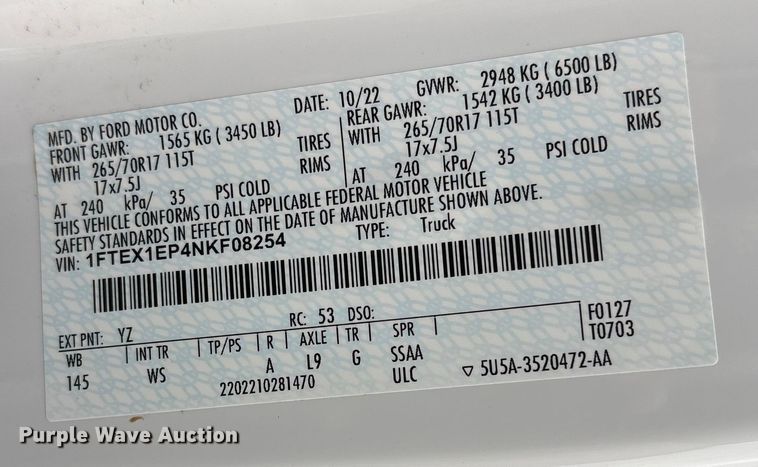 MFD. BY FORD MOTOR CO.
DATE: 10/22 GVWR: 2948 KG ( 6500 LB)
FRONT GAWR: 1565 KG ( 3450 LB)
REAR GAWR: 1542 KG ( 3400 LB)
WITH 265/70R17 115T TIRES
WITH 265/70R17 115T TIRES
17x7.5J RIMS
17x7.5J RIMS
AT 240 kPa/ 35 PSI COLD
AT 240 kPa/ 35 PSI COLD
THIS VEHICLE CONFORMS TO ALL APPLICABLE FEDERAL MOTOR VEHICLE
SAFETY STANDARDS IN EFFECT ON THE DATE OF MANUFACTURE SHOWN ABOVE.
VIN: 1FTEX1EP4NKF08254 TYPE: Truck
EXT PNT: YZ RC: 53 DSO: F0127
WB INT TR TP/PS R AXLE TR SPR T0703
145 WS A L9 G SSAA
2202210281470 ULC ▽ 5U5A-3520472-AA
Purple Wave Auction